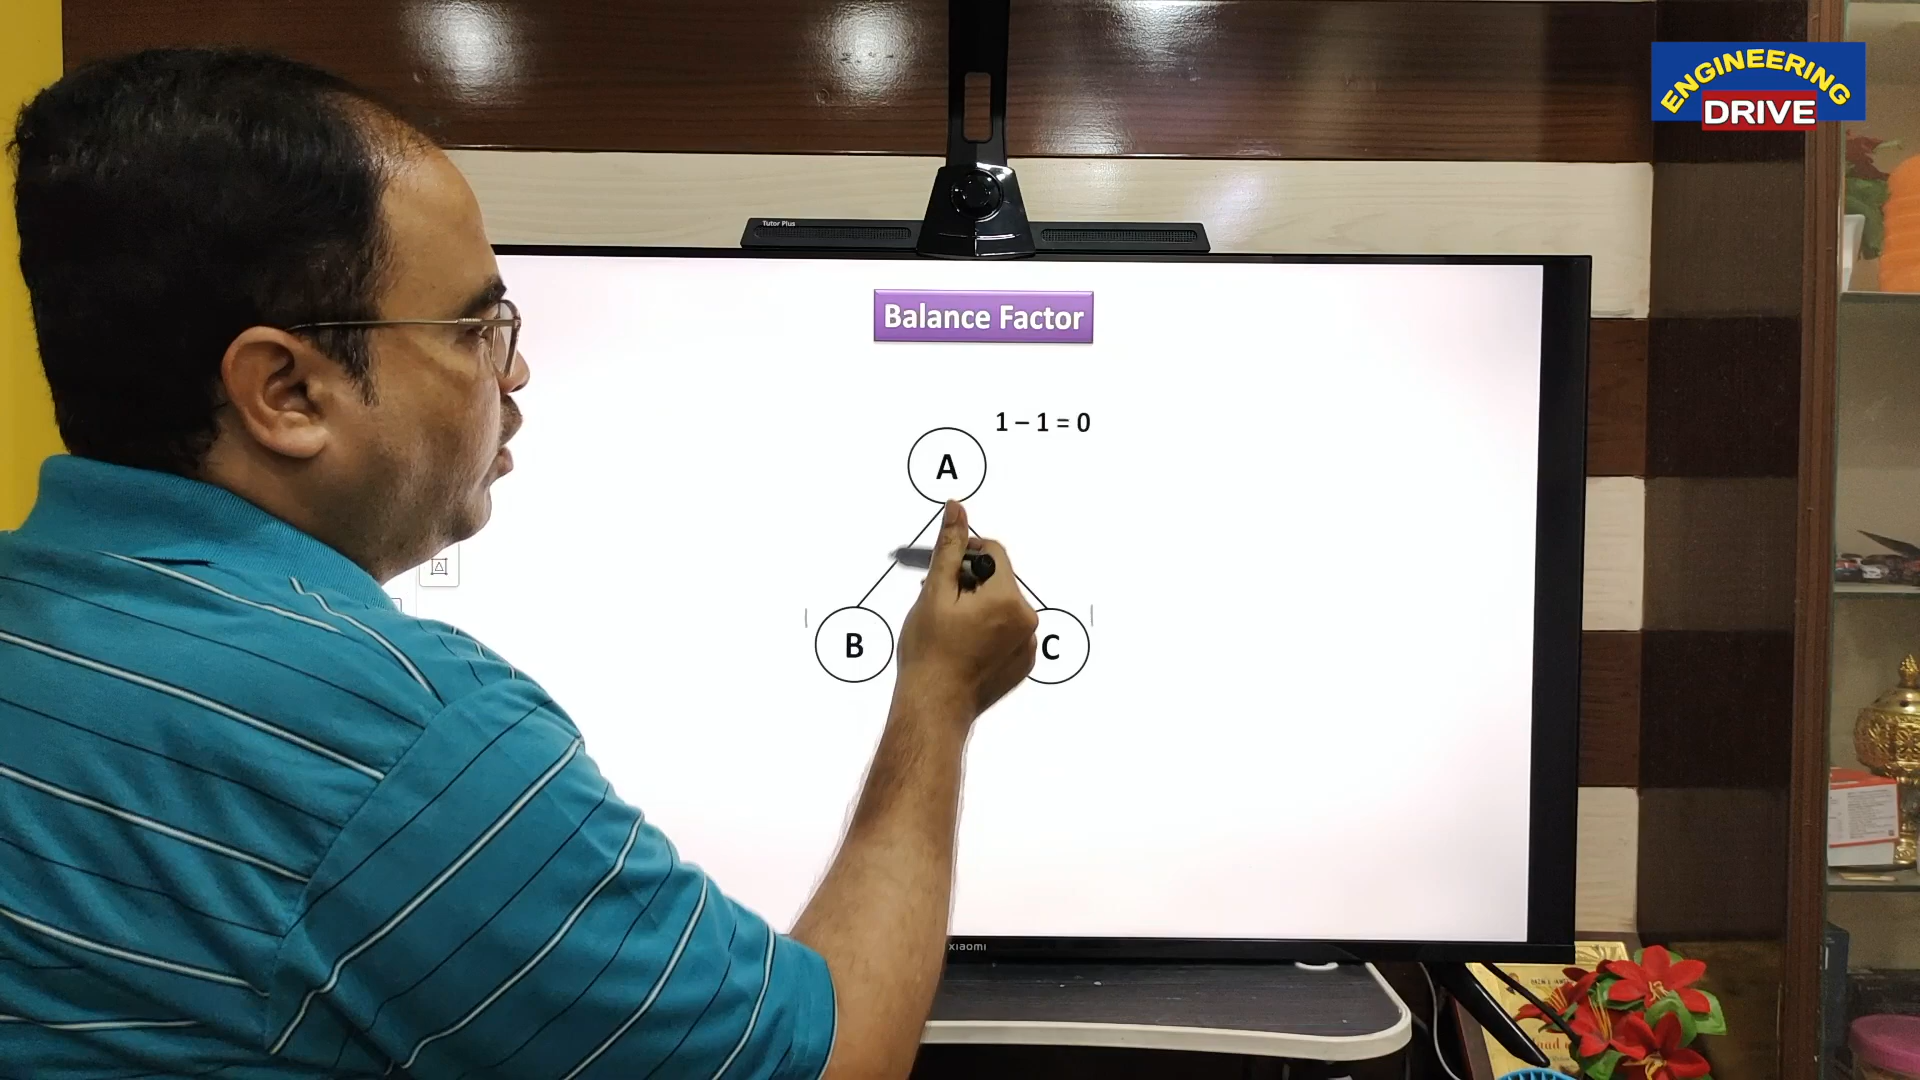 ENGINEERING
DRIVE
Tutor Plus
Balance Factor
1 – 1 = 0
A
B
C
xiaomi